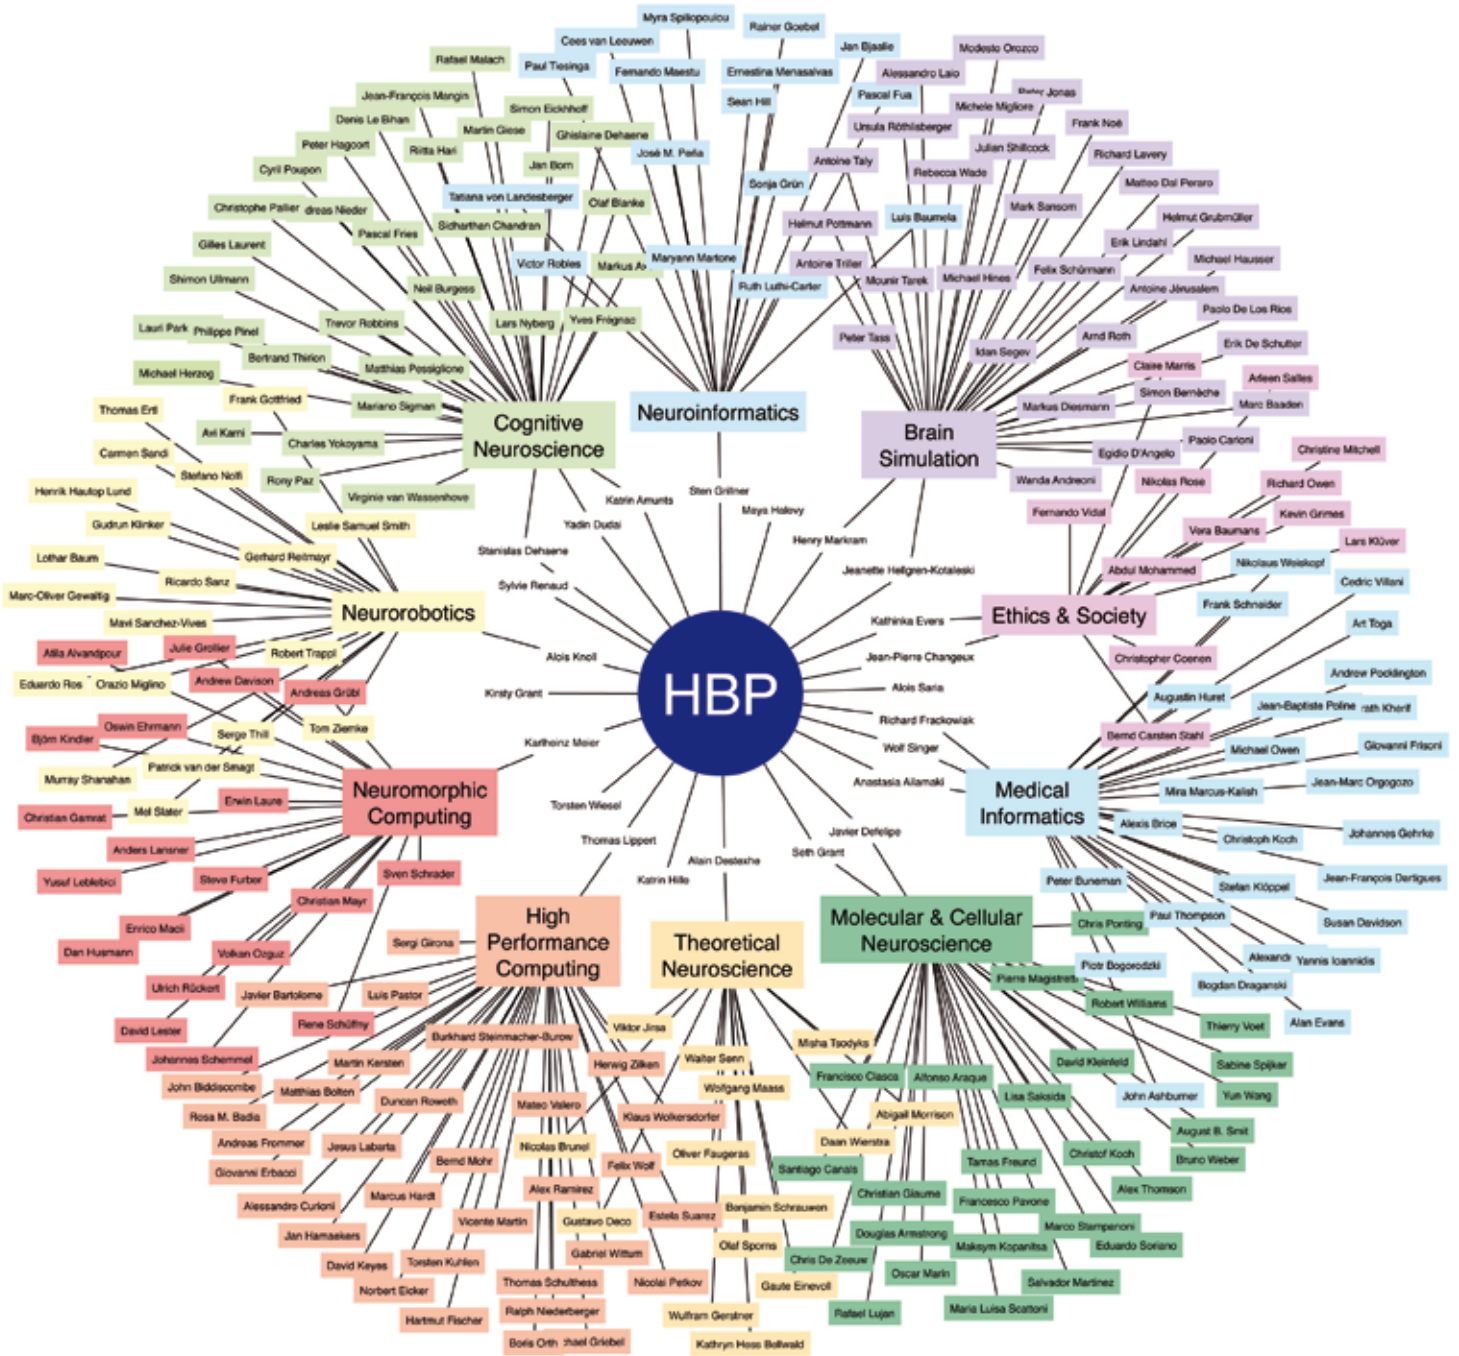 Myra Spiliopoulou
Rainer Goebel
Cees van Leeuwen
Jan Bjaalie
Modesto Orozco
Rafael Malach
Paul Tiesinga
Fernando Maestu
Ernestina Menasalvas
Alessandro Laio
Jean-François Mangin
Simon Eickhhoff
Sean Hill
Pascal Fua
Michele Migliore
Jonas
Denis Le Bihan
Martin Giese
Ghislaine Dehaene
Ursula Röthlisberger
Frank Noé
Peter Hagoort
Riitta Hari
José M. Peña
Antoine Taly
Julian Shillcock
Richard Lavery
Cyril Poupon
Jan Born
Rebecca Wade
Matteo Dal Peraro
Tatiana von Landesberger
Olaf Blanke
Sonja Grün
Christophe Pallier
dreas Nieder
Mark Sansom
Helmut Grubmüller
Pascal Fries
Sidharthan Chandran
Helmut Pottmann
Luis Baumela
Gilles Laurent
Erik Lindahl
Victor Robles
Markus
Maryann Martone
Antoine Triller
Michael Hausser
Shimon Ullmann
Neil Burgess
Ruth Luthi-Carter
Mounir Tarek
Michael Hines
Felix Schürmann
Antoine Jérusalem
Lauri Park
Philippe Pinel
Trevor Robbins
Lars Nyberg
Yves Frégnac
Peter Tass
Arnd Roth
Paolo De Los Rios
Bertrand Thirion
Matthias Pessiglione
Idan Segev
Claire Marris
Erik De Schutter
Michael Herzog
Arleen Salles
Frank Gottfried
Mariano Sigman
Simon Bernèche
Marc Baaden
Thomas Ertl
Cognitive
Neuroscience
Neuroinformatics
Brain
Simulation
Markus Diesmann
Avi Karni
Charles Yokoyama
Egidio D'Angelo
Paolo Carloni
Christine Mitchell
Carmen Sandi
Stefano Nolfi
Rony Paz
Virginie van Wassenhove
Wanda Andreoni
Nikolas Rose
Richard Owen
Henrik Hautop Lund
Katrin Amunts
Sten Grillner
Maya Halevy
Fernando Vidal
Kevin Grimes
Gudrun Klinker
Leslie Samuel Smith
Yadin Dudai
Henry Markram
Vera Baumans
Lars Klüver
Lothar Baum
Gerhard Reitmayr
Stanislas Dehaene
Jeanette Hellgren-Kotaleski
Abdul Mohammed
Nikolaus Weiskopf
Ricardo Sanz
Sylvie Renaud
Cedric Villani
Marc-Oliver Gewaltig
Neurorobotics
Ethics & Society
Frank Schneider
Mavi Sanchez-Vives
Kathinka Evers
Art Toga
Atila Alvandpour
Julie Grollier
Robert Trappl
Alois Knoll
Jean-Pierre Changeux
Christopher Coenen
Andrew Pocklington
Eduardo Ros
Orazio Miglino
Andrew Davison
Andreas Grübl
Kirsty Grant
HBP
Alois Saria
Augustin Hurst
Jean-Baptiste Poline
rath Kherif
Björn Kindler
Oswin Ehrmann
Serge Thill
Tom Ziemke
Karlheinz Meier
Richard Frackowiak
Wolf Singer
Bernd Carsten Stahl
Michael Owen
Giovanni Frisoni
Murray Shanahan
Patrick van der Smagt
Anastasia Ailamaki
Jean-Marc Orgogozo
Christian Gamrat
Mel Slater
Erwin Laure
Neuromorphic
Computing
Torsten Wiesel
Medical
Informatics
Mira Marcus-Kalish
Alexis Brice
Christoph Koch
Johannes Gehrke
Anders Lansner
Thomas Lippert
Javier Defelipe
Yusuf Leblebici
Steve Furber
Sven Schrader
Katrin Hille
Alain Destexhe
Seth Grant
Peter Buneman
Stefan Klöppel
Jean-François Dartigues
Christian Mayr
Enrico Macii
High
Performance
Computing
Theoretical
Neuroscience
Molecular & Cellular
Neuroscience
Chris Ponting
Paul Thompson
Susan Davidson
Dan Husmann
Volkan Ozguz
Sergi Girona
Piotr Bogorodzki
Alexandr
Yannis Ioannidis
Ulrich Rückert
Javier Bartolome
Luis Pastor
Pierre Magistretti
Bogdan Draganski
David Lester
Rene Schüffny
Viktor Jirsa
Robert Williams
Thierry Voet
Alan Evans
Johannes Schemmel
Martin Kersten
Burkhard Steinmacher-Burow
Herwig Zilken
Walter Senn
Misha Tsodyks
David Kleinfeld
Sabine Spijker
John Biddiscombe
Matthias Bolten
Duncan Roweth
Wolfgang Maass
Francisco Clasca
Alfonso Araque
Lisa Saksida
John Ashburner
Yun Wang
Rosa M. Badia
Mateo Valero
Klaus Wolkersdorfer
Abigail Morrison
Andreas Frommer
Jesus Labarta
Nicolas Brunel
Oliver Faugeras
Daan Wierstra
August B. Smit
Giovanni Erbacci
Bernd Mohr
Felix Wolf
Santiago Canals
Tamas Freund
Christof Koch
Bruno Weber
Alessandro Curioni
Marcus Hardt
Alex Ramirez
Christian Giaume
Francesco Pavone
Alex Thomson
Jan Hamaekers
Vicente Martin
Gustavo Deco
Estela Suarez
Benjamin Schrauwen
Douglas Armstrong
Marco Stampanoni
David Keyes
Torsten Kuhlen
Gabriel Wittum
Olaf Sporns
Chris De Zeeuw
Maksym Kopanitsa
Eduardo Soriano
Norbert Eicker
Thomas Schulthess
Nicolai Petkov
Gaute Einevoll
Oscar Marin
Salvador Martinez
Hartmut Fischer
Ralph Niederberger
Wulfram Gerstner
Rafael Lujan
Maria Luisa Scattoni
Boris Orth
chael Griebel
Kathryn Hess Bellwald